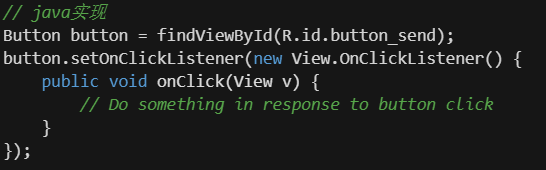 // java实现
Button button = findViewById(R.id.button_send);
button.setOnClickListener(new View.OnClickListener() {
    public void onClick(View v) {
        // Do something in response to button click
    }
});